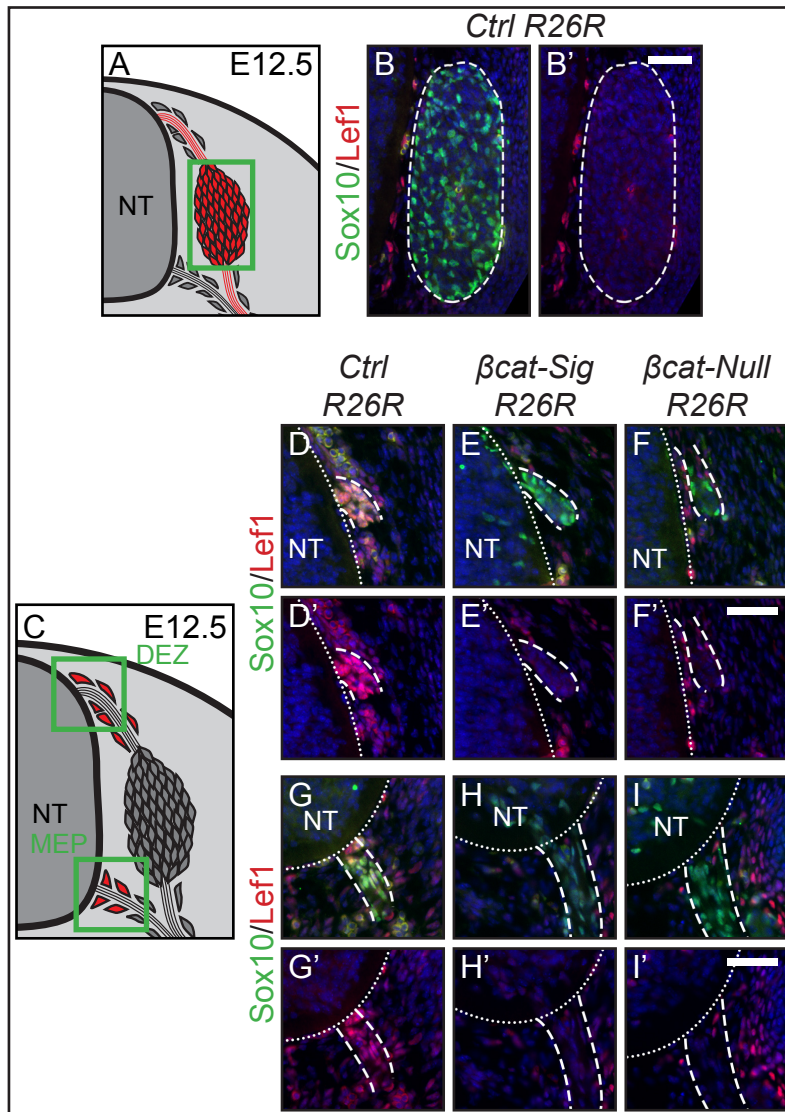 Ctrl R26R
A
E12.5
NT
Sox10/Lef1
B
B'
Ctrl
R26R
βcat-Sig
R26R
βcat-Null
R26R
Sox10/Lef1
D
NT
E
NT
F
NT
D'
E'
F'
C
E12.5
DEZ
NT
MEP
Sox10/Lef1
G
NT
H
NT
I
NT
G'
H'
I'